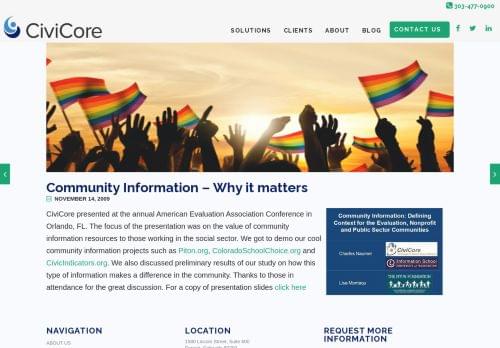 303-477-0900
CiviCore
SOLUTIONS CLIENTS ABOUT BLOG CONTACT US
Community Information – Why it matters
NOVEMBER 14, 2009
CiviCore presented at the annual American Evaluation Association Conference in
Orlando, FL. The focus of the presentation was on the value of community
information resources to those working in the social sector. We got to demo our cool
community information projects such as Piton.org, ColoradoSchoolChoice.org and
CivicIndicators.org. We also discussed preliminary results of our study on how this
type of information makes a difference in the community. Thanks to those in
attendance for the great discussion. For a copy of presentation slides click here
Community Information: Defining
Context for the Evaluation, Nonprofit
and Public Sector Communities
Charles Naumer
CiviCore
Information School
UNIVERSITY OF WASHINGTON
Lisa Montagu
THE PITON FOUNDATION
NAVIGATION
LOCATION
REQUEST MORE
INFORMATION
ABOUT US
1580 Lincoln Street, Suite 600